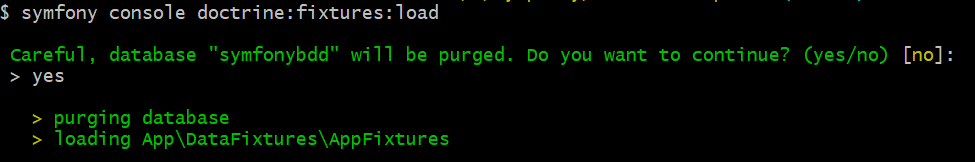 $ symfony console doctrine:fixtures:load
Careful, database "symfonybdd" will be purged. Do you want to continue? (yes/no) [no]:
> yes
> purging database
> loading App\DataFixtures\AppFixtures